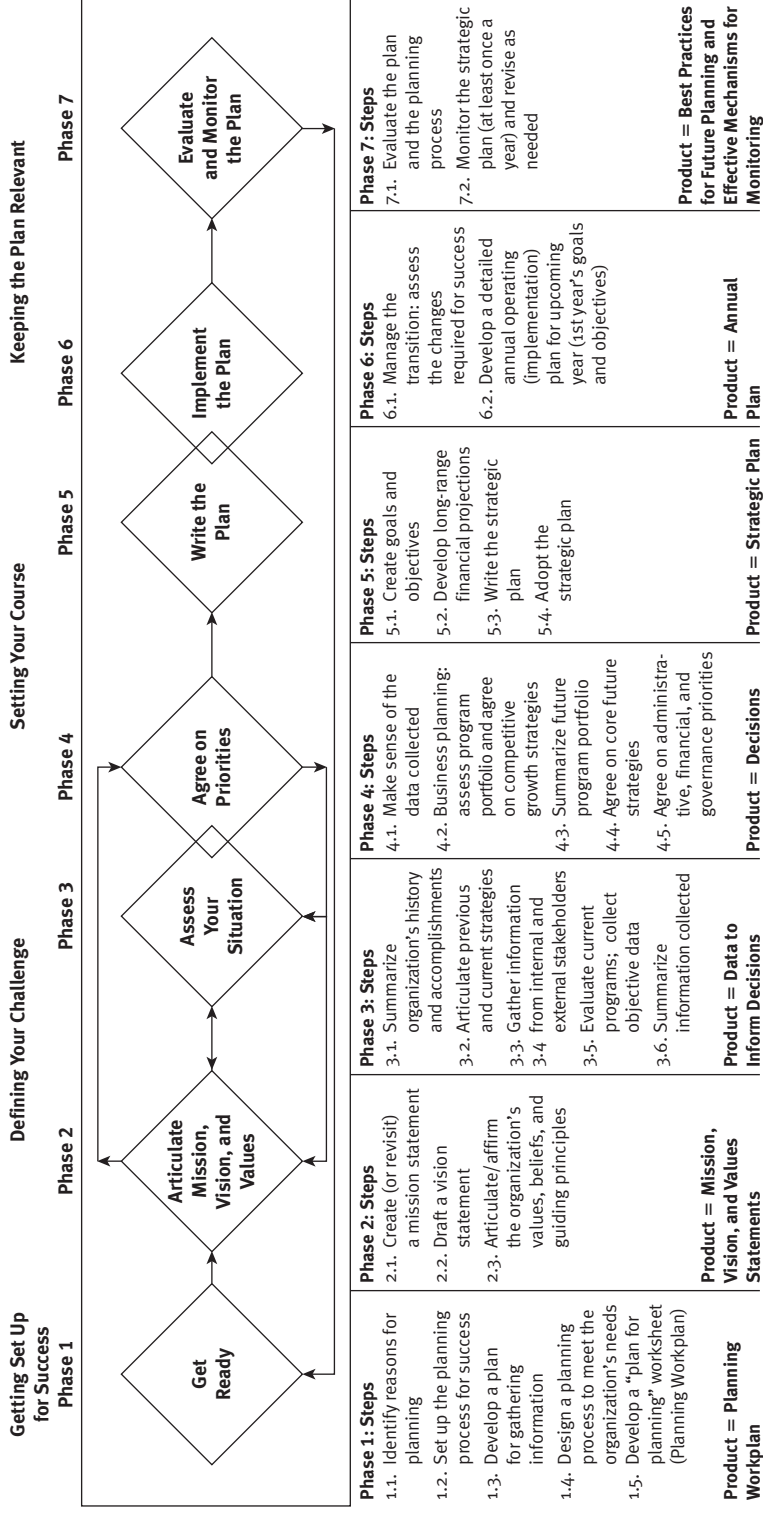 Getting Set Up
for Success
Defining Your Challenge
Setting Your Course
Keeping the Plan Relevant
Phase 1
Phase 2
Phase 3
Phase 4
Phase 5
Phase 6
Phase 7
Get
Ready
Articulate
Mission,
Vision, and
Values
Assess
Your
Situation
Agree on
Priorities
Write the
Plan
Implement
the Plan
Evaluate
and Monitor
the Plan
Phase 1: Steps
1.1. Identify reasons for
planning
1.2. Set up the planning
process for success
1.3. Develop a plan
for gathering
information
1.4. Design a planning
process to meet the
organization's needs
1.5. Develop a "plan for
planning" worksheet
(Planning Workplan)
Product = Planning
Workplan
Phase 2: Steps
2.1. Create (or revisit)
a mission statement
2.2. Draft a vision
statement
2.3. Articulate/affirm
the organization's
values, beliefs, and
guiding principles
Product = Mission,
Vision, and Values
Statements
Phase 3: Steps
3.1. Summarize
organization's history
and accomplishments
3.2. Articulate previous
and current strategies
3.3. Gather information
3.4 from internal and
external stakeholders
3.5. Evaluate current
programs; collect
objective data
3.6. Summarize
information collected
Product = Data to
Inform Decisions
Phase 4: Steps
4.1. Make sense of the
data collected
4.2. Business planning:
assess program
portfolio and agree
on competitive
growth strategies
4.3. Summarize future
program portfolio
4.4. Agree on core future
strategies
4.5. Agree on administra-
tive, financial, and
governance priorities
Product = Decisions
Phase 5: Steps
5.1. Create goals and
objectives
5.2. Develop long-range
financial projections
5.3. Write the strategic
plan
5.4. Adopt the
strategic plan
Product = Strategic Plan
Phase 6: Steps
6.1. Manage the
transition: assess
the changes
required for success
6.2. Develop a detailed
annual operating
(implementation)
plan for upcoming
year (1st year's goals
and objectives)
Product = Annual
Plan
Phase 7: Steps
7.1. Evaluate the plan
and the planning
process
7.2. Monitor the strategic
plan (at least once a
year) and revise as
needed
Product = Best Practices
for Future Planning and
Effective Mechanisms for
Monitoring